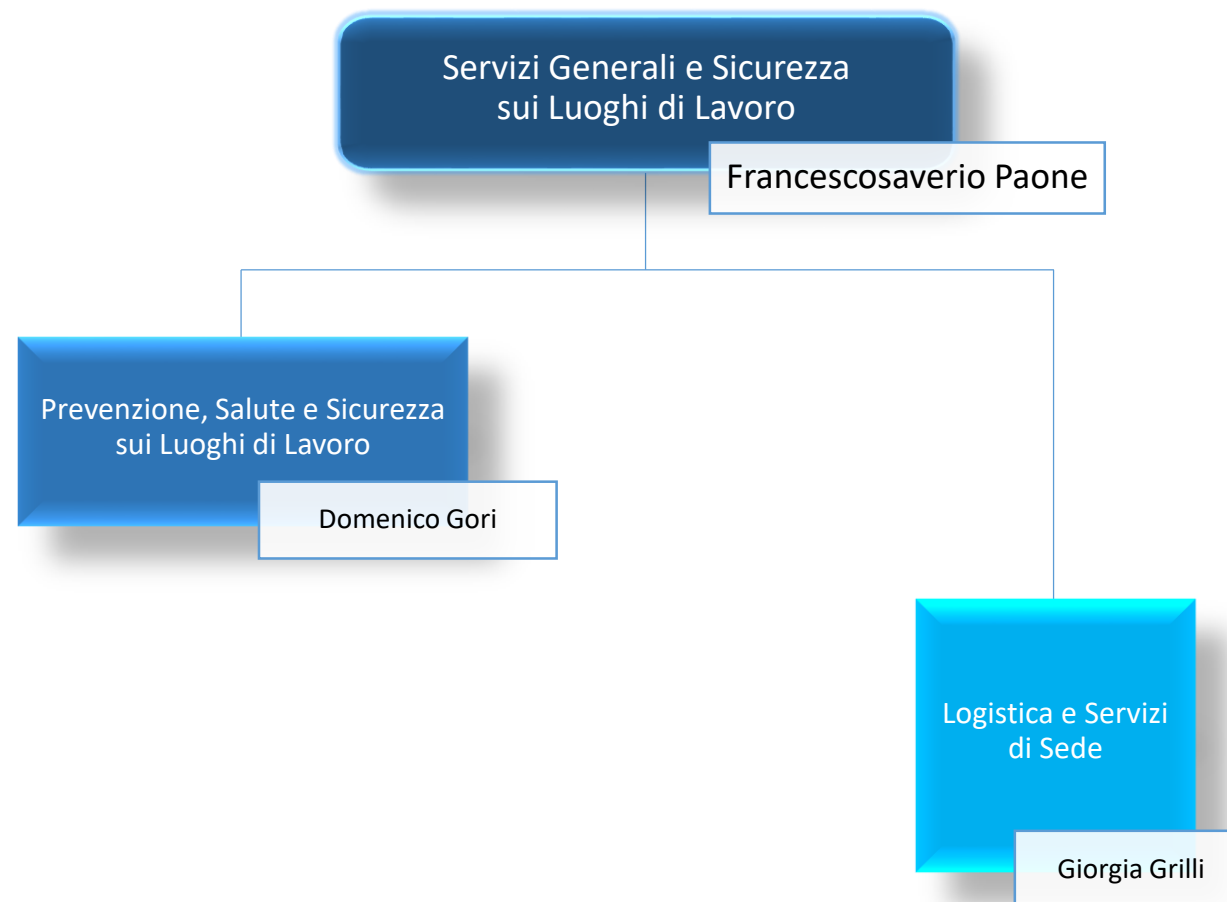 Servizi Generali e Sicurezza
sui Luoghi di Lavoro
Francescosaverio Paone
Prevenzione, Salute e Sicurezza
sui Luoghi di Lavoro
Domenico Gori
Logistica e Servizi
di Sede
Giorgia Grilli